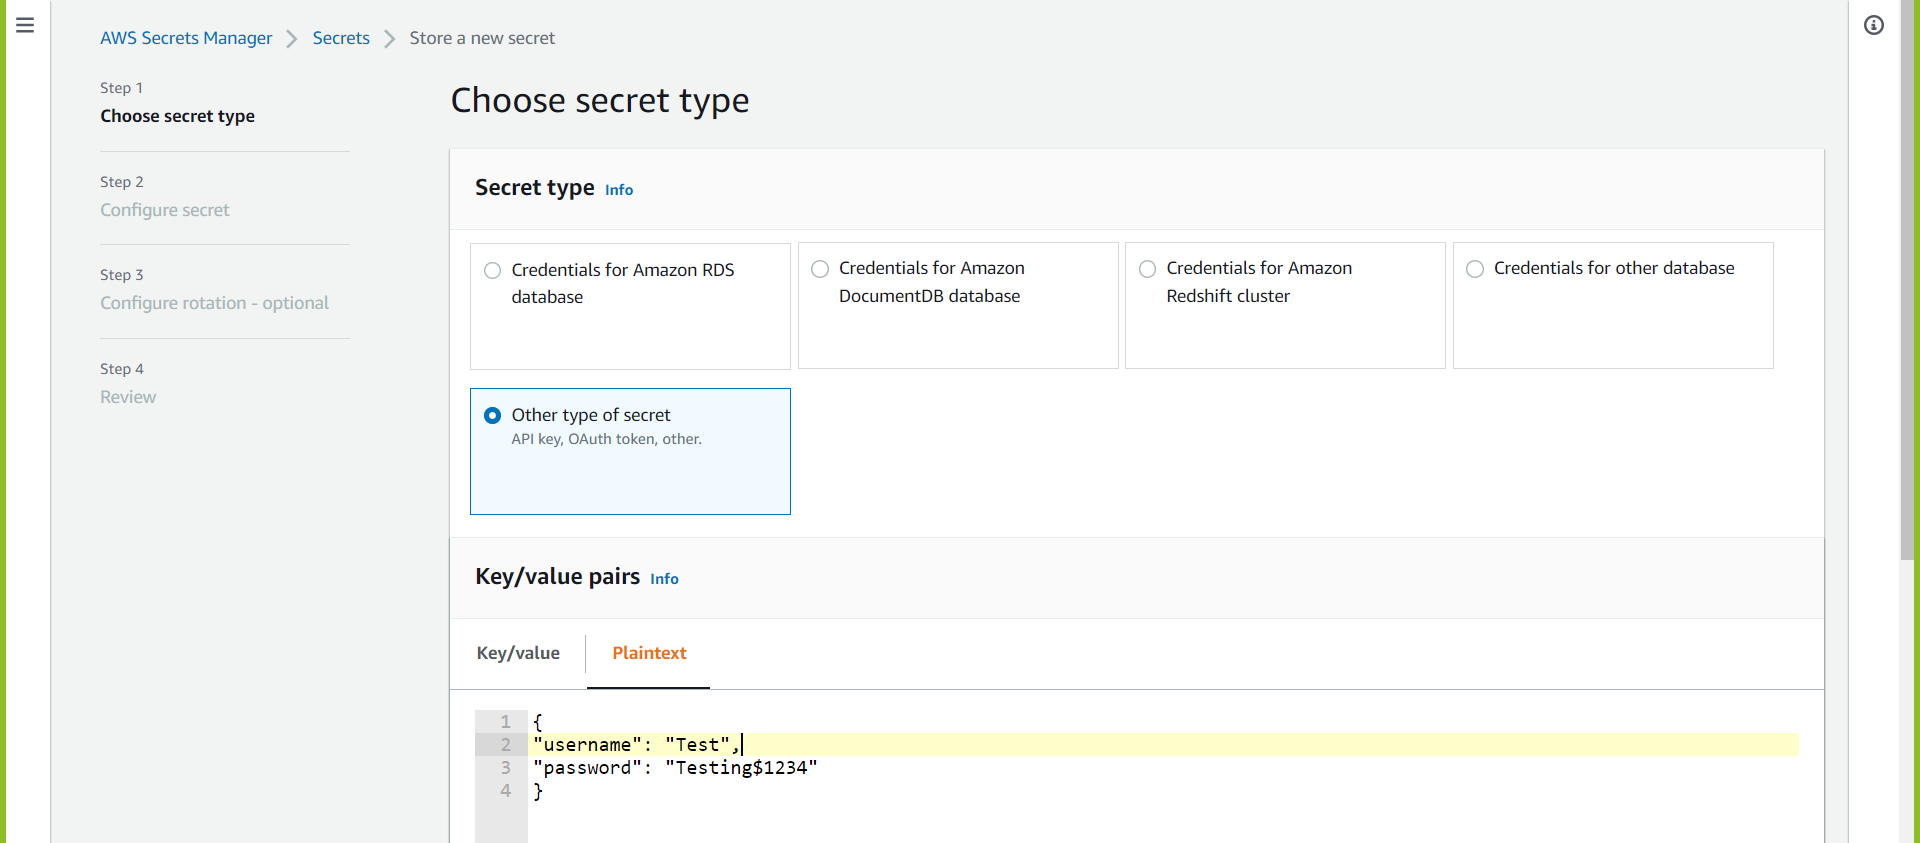 AWS Secrets Manager > Secrets > Store a new secret
Step 1
Choose secret type
Step 2
Configure secret
Step 3
Configure rotation - optional
Step 4
Review
Choose secret type
Secret type Info
Credentials for Amazon RDS
database
Credentials for Amazon
DocumentDB database
Credentials for Amazon
Redshift cluster
Credentials for other database
Other type of secret
API key, OAuth token, other.
Key/value pairs Info
Key/value Plaintext
1 {
2 "username": "Test",
3 "password": "Testing$1234"
4 }